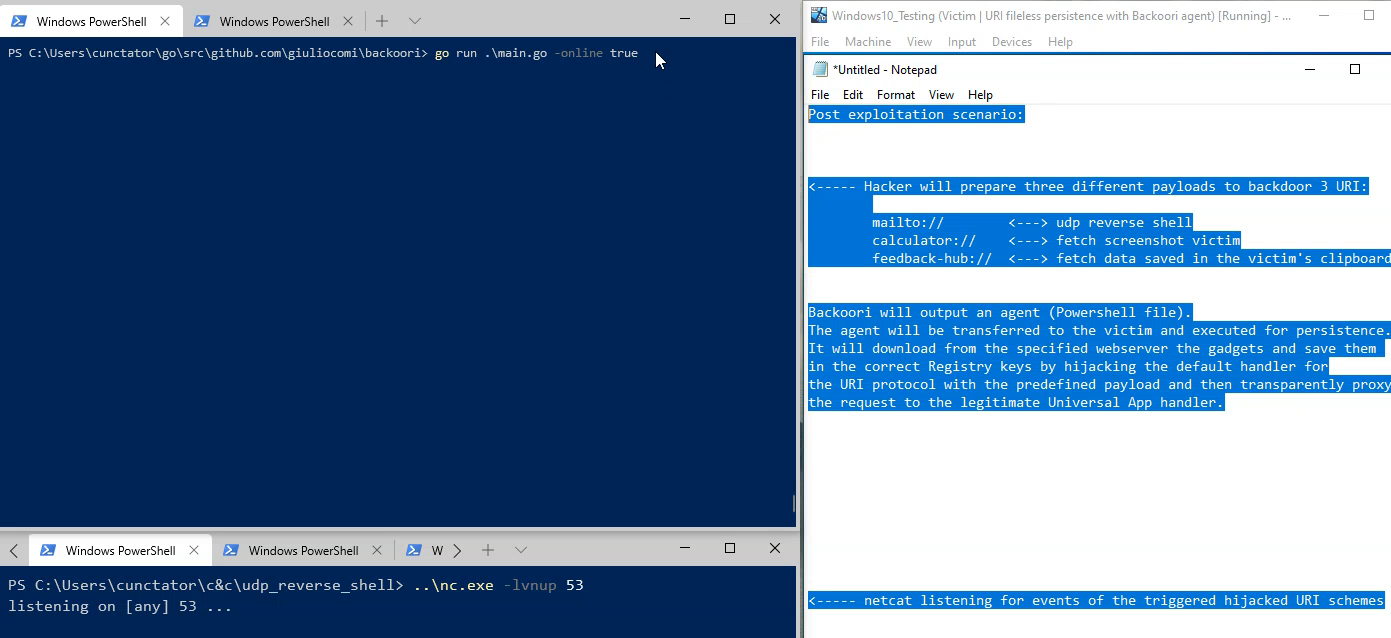 Windows PowerShell
Windows PowerShell
PS C:\Users\cunctator\go\src\github.com\giuliocomi\backoori> go run .\main.go -online true
Windows PowerShell
Windows PowerShell
W
PS C:\Users\cunctator\c&c\udp_reverse_shell> ..\nc.exe -lvnup 53
listening on [any] 53 ...
Windows10_Testing (Victim | URI fileless persistence with Backoori agent) [Running] - ...
File Machine View Input Devices Help
*Untitled - Notepad
File Edit Format View Help
Post exploitation scenario:
<----- Hacker will prepare three different payloads to backdoor 3 URI:
mailto:// <---> udp reverse shell
calculator:// <---> fetch screenshot victim
feedback-hub:// <---> fetch data saved in the victim's clipboard
Backoori will output an agent (Powershell file).
The agent will be transferred to the victim and executed for persistence.
It will download from the specified webserver the gadgets and save them
in the correct Registry keys by hijacking the default handler for
the URI protocol with the predefined payload and then transparently proxy
the request to the legitimate Universal App handler.
<----- netcat listening for events of the triggered hijacked URI schemes